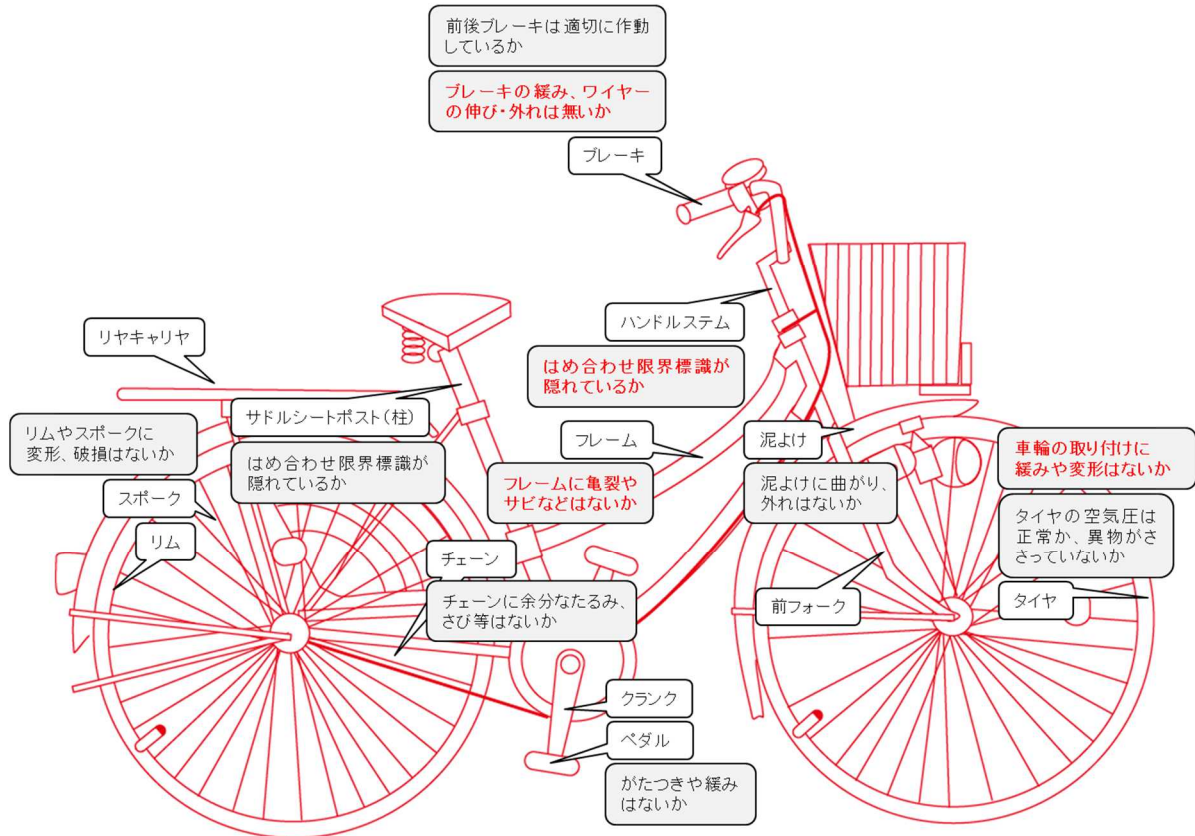 前後ブレーキは適切に作動
しているか
ブレーキの緩み、ワイヤー
の伸び・外れは無いか
ブレーキ
ハンドルステム
はめ合わせ限界標識が
隠れているか
リヤキャリヤ
サドルシートポスト(柱)
はめ合わせ限界標識が
隠れているか
リムやスポークに
変形、破損はないか
スポーク
リム
フレーム
フレームに亀裂や
サビなどはないか
泥よけ
泥よけに曲がり、
外れはないか
車輪の取り付けに
緩みや変形はないか
タイヤの空気圧は
正常か、異物がさ
さっていないか
タイヤ
前フォーク
チェーン
チェーンに余分なたるみ、
さび等はないか
クランク
ペダル
がたつきや緩み
はないか